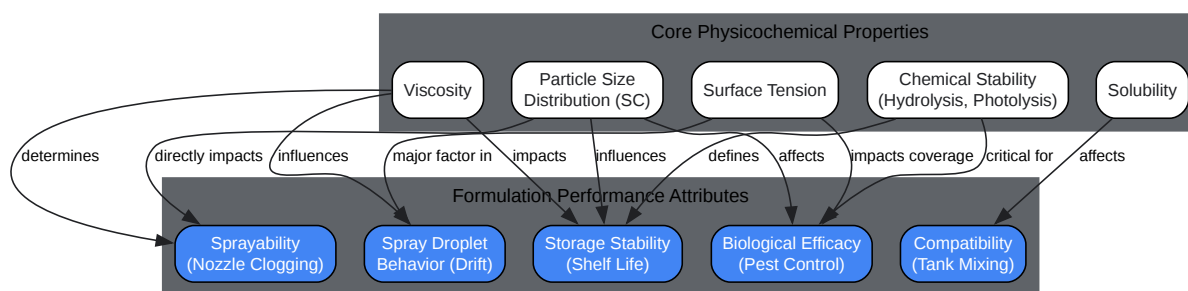 Core Physicochemical Properties
Viscosity
Particle Size
Distribution (SC)
Surface Tension
Chemical Stability
(Hydrolysis, Photolysis)
Solubility
determines
directly impacts
influences
major factor in
impacts
influences
defines
affects
impacts coverage
critical for
affects
Formulation Performance Attributes
Sprayability
(Nozzle Clogging)
Spray Droplet
Behavior (Drift)
Storage Stability
(Shelf Life)
Biological Efficacy
(Pest Control)
Compatibility
(Tank Mixing)